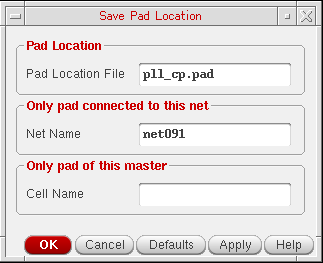 Save Pad Location
Pad Location
Pad Location File pll_cp.pad
Only pad connected to this net
Net Name net091
Only pad of this master
Cell Name
OK Cancel Defaults Apply Help